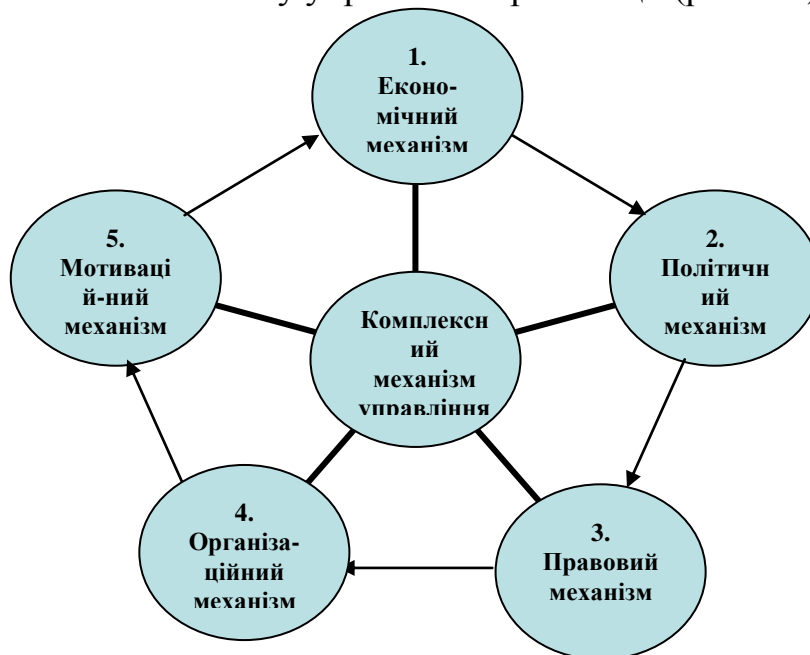 1.
Еконо-
мічний
механізм
5.
Мотиваці
й-ний
механізм
2.
Політичн
ий
механізм
Комплексн
ий
механізм
управління
4.
Організа-
ційний
механізм
3.
Правовий
механізм